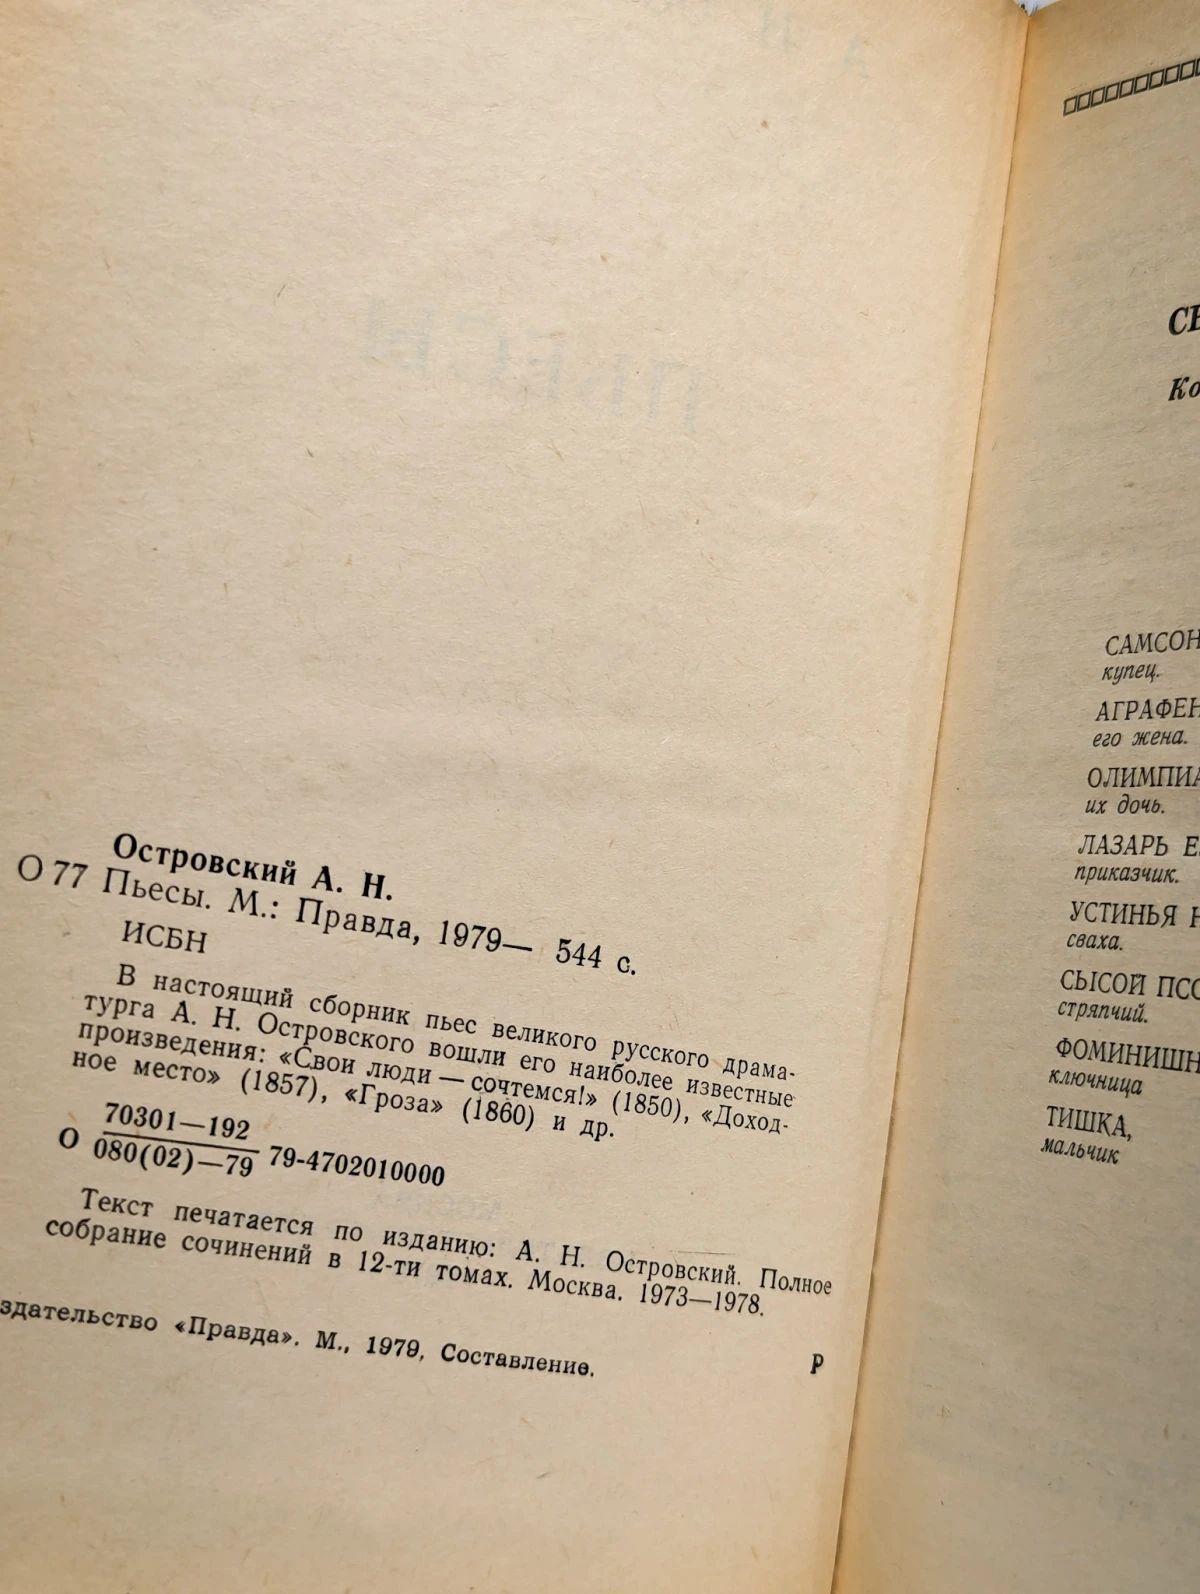 Островский А. Н.
О 77 Пьесы. М.: Правда, 1979— 544 с.
ИСБН
В настоящий сборник пьес великого русского драма-
турга А. Н. Островского вошли его наиболее известные
произведения: «Свои люди — сочтемся!» (1850), «Доход-
ное место» (1857), «Гроза» (1860) и др.
70301—192
О 080(02)—79 79-4702010000
Текст печатается по изданию: А. Н. Островский. Полное
собрание сочинений в 12-ти томах. Москва. 1973—1978.
здательство «Правда». М., 1979, Составление.
Р
САМСОН
купец.
АГРАФЕН
его жена.
ОЛИМПИА
их дочь.
ЛАЗАРЬ Е
приказчик.
УСТИНЬЯ Н
сваха.
СЫСОЙ ПСО
стряпчий.
ФОМИНИШН
ключница
ТИШКА,
мальчик